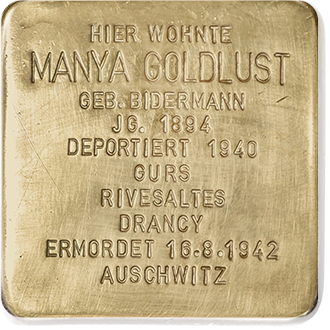 HIER WOHNTE
MANYA GOLDLUST
GEB. BIDERMANN
JG. 1894
DEPORTIERT 1940
GURS
RIVESALTES
DRANCY
ERMORDET 16.8.1942
AUSCHWITZ